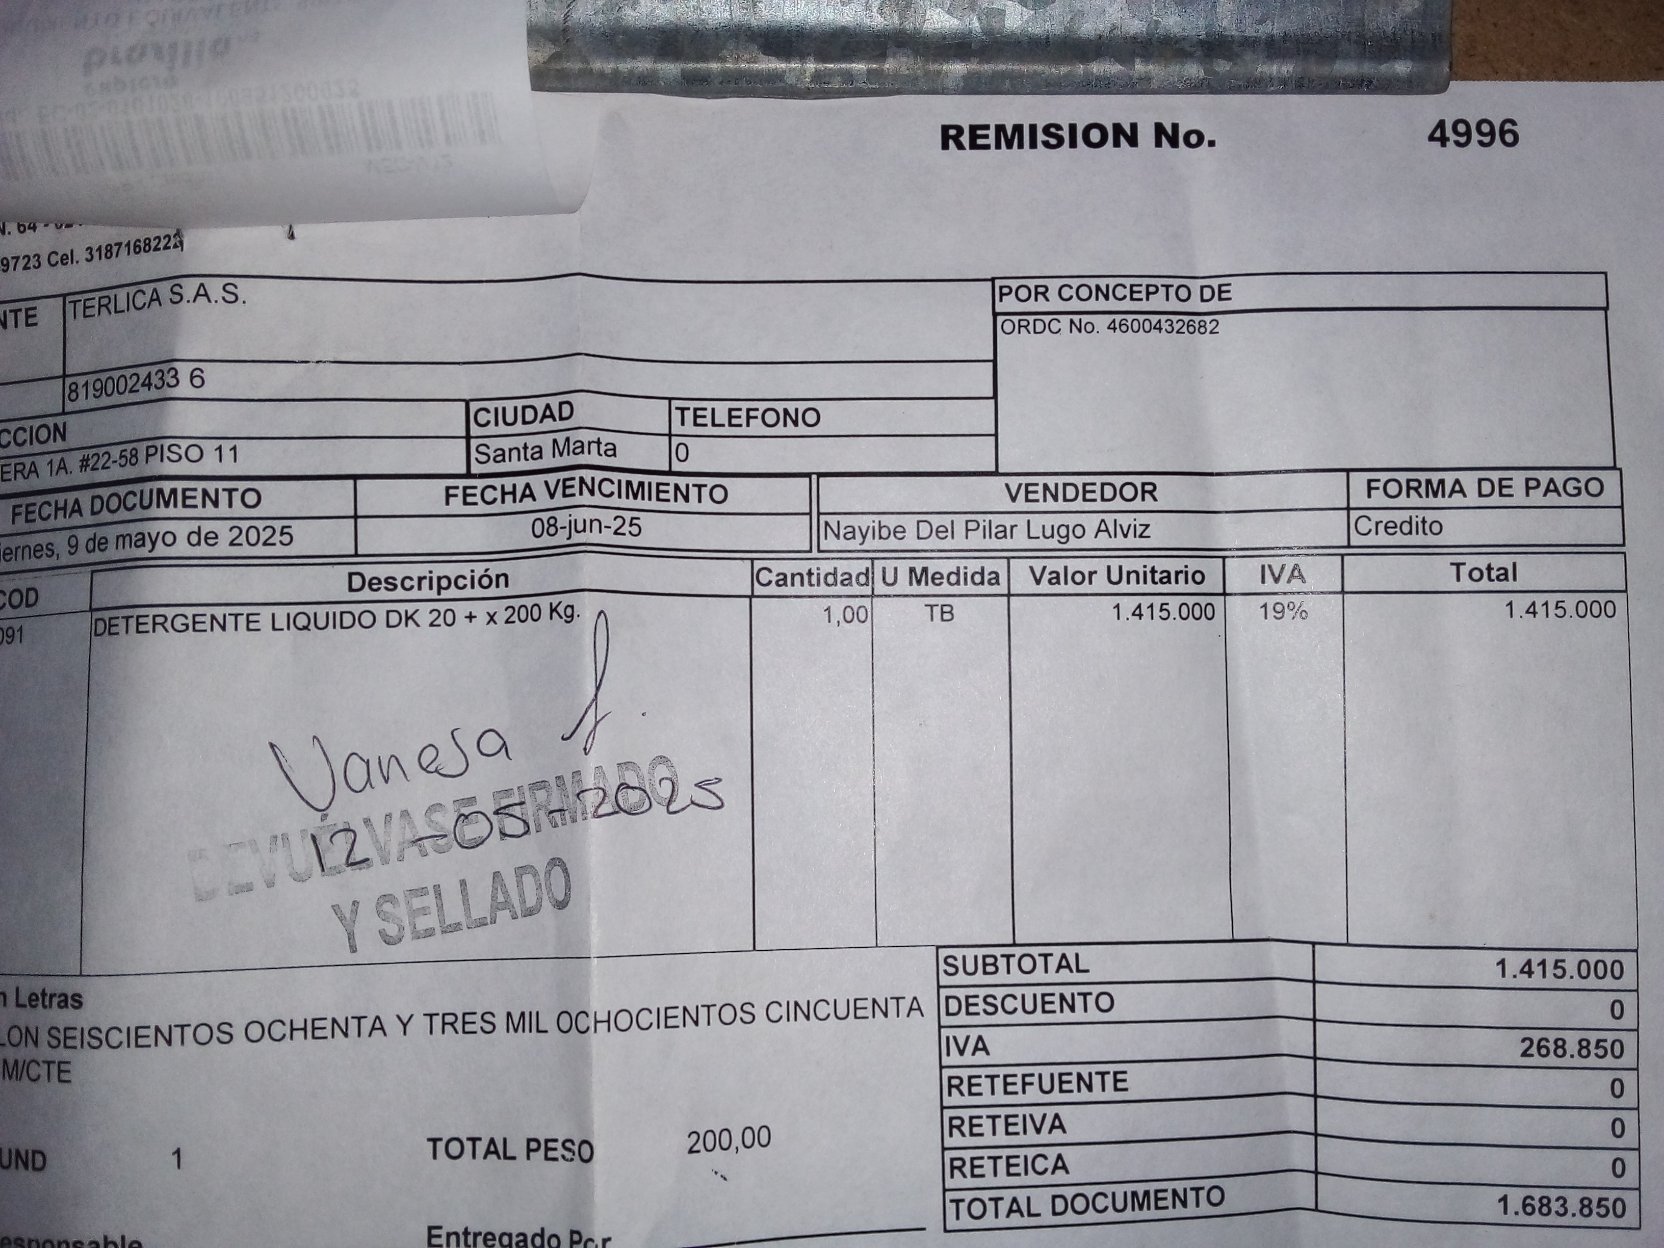 REMISION No. 4996
9723 Cel. 3187168222
NTE TERLICA S.A.S.
819002433 6
POR CONCEPTO DE
ORDC No. 4600432682
CCION CIUDAD TELEFONO
ERA 1A. #22-58 PISO 11 Santa Marta 0
FECHA DOCUMENTO FECHA VENCIMIENTO VENDEDOR FORMA DE PAGO
iernes, 9 de mayo de 2025 08-jun-25 Nayibe Del Pilar Lugo Alviz Credito
COD Descripción Cantidad U Medida Valor Unitario IVA Total
091 DETERGENTE LIQUIDO DK 20 + x 200 Kg. 1,00 TB 1.415.000 19% 1.415.000
Vanesa
12-05-2025
DEVUELVASE FIRMADO
Y SELLADO
n Letras
LON SEISCIENTOS OCHENTA Y TRES MIL OCHOCIENTOS CINCUENTA
M/CTE
UND 1 TOTAL PESO 200,00
SUBTOTAL 1.415.000
DESCUENTO 0
IVA 268.850
RETEFUENTE 0
RETEIVA 0
RETEICA 0
TOTAL DOCUMENTO 1.683.850
esponsable Entregado Por